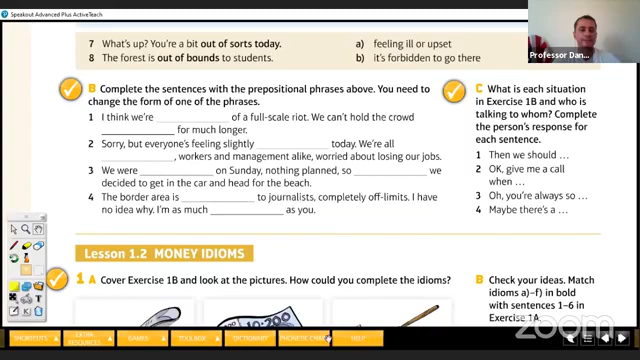 Speakout Advanced Plus ActiveTeach
7 What's up? You're a bit out of sorts today.
8 The forest is out of bounds to students.
a) feeling ill or upset
b) it's forbidden to go there
Professor Dan...
B Complete the sentences with the prepositional phrases above. You need to
change the form of one of the phrases.
1 I think we're ____ of a full-scale riot. We can't hold the crowd
____ for much longer.
2 Sorry, but everyone's feeling slightly ____ today. We're all
____, workers and management alike, worried about losing our jobs.
3 We were ____ on Sunday, nothing planned, so ____ we
decided to get in the car and head for the beach.
4 The border area is ____ to journalists, completely off-limits. I have
no idea why. I'm as much ____ as you.
C What is each situation
in Exercise 1B and who is
talking to whom? Complete
the person's response for
each sentence.
1 Then we should ...
2 OK, give me a call
when ...
3 Oh, you're always so ...
4 Maybe there's a ...
Lesson 1.2 MONEY IDIOMS
1 A Cover Exercise 1B and look at the pictures. How could you complete the idioms?
B Check your ideas. Match
idioms a)–f) in bold
with sentences 1–6 in
Exercise 1A.
zoom
SHORTCUTS
EXTRA RESOURCES
GAMES
TOOLBOX
DICTIONARY
PHONETIC CHART
HELP